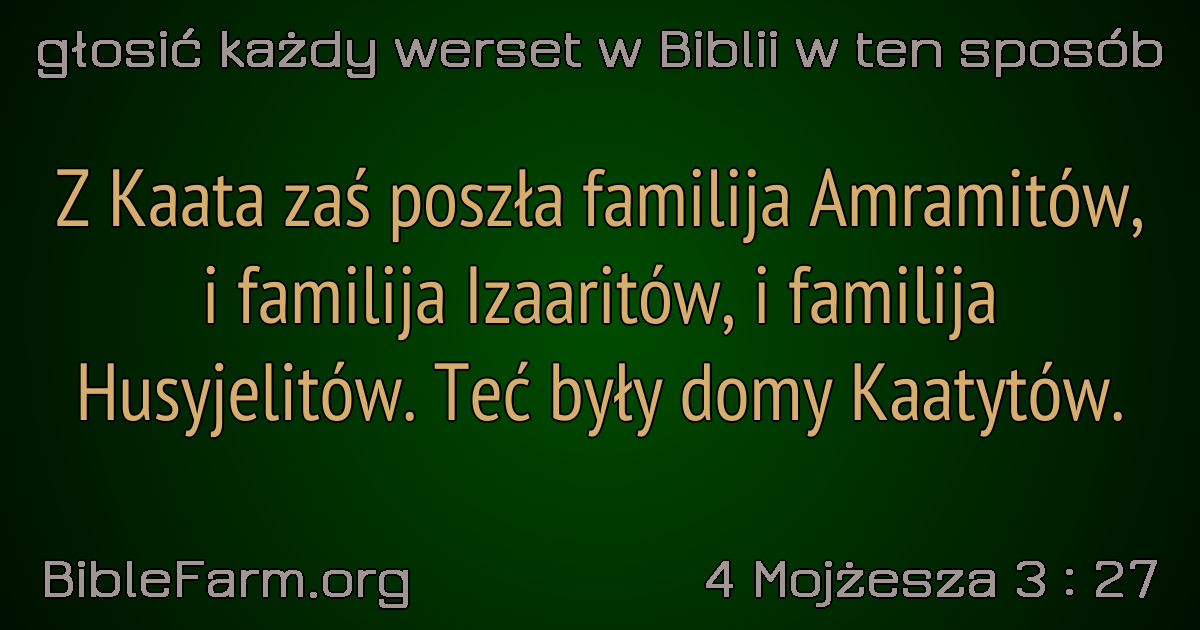 głosić każdy werset w Biblii w ten sposób
Z Kaata zaś poszła familija Amramitów,
i familija Izaaritów, i familija
Husyjelitów. Teć były domy Kaatytów.
BibleFarm.org
4 Mojżesza 3 : 27